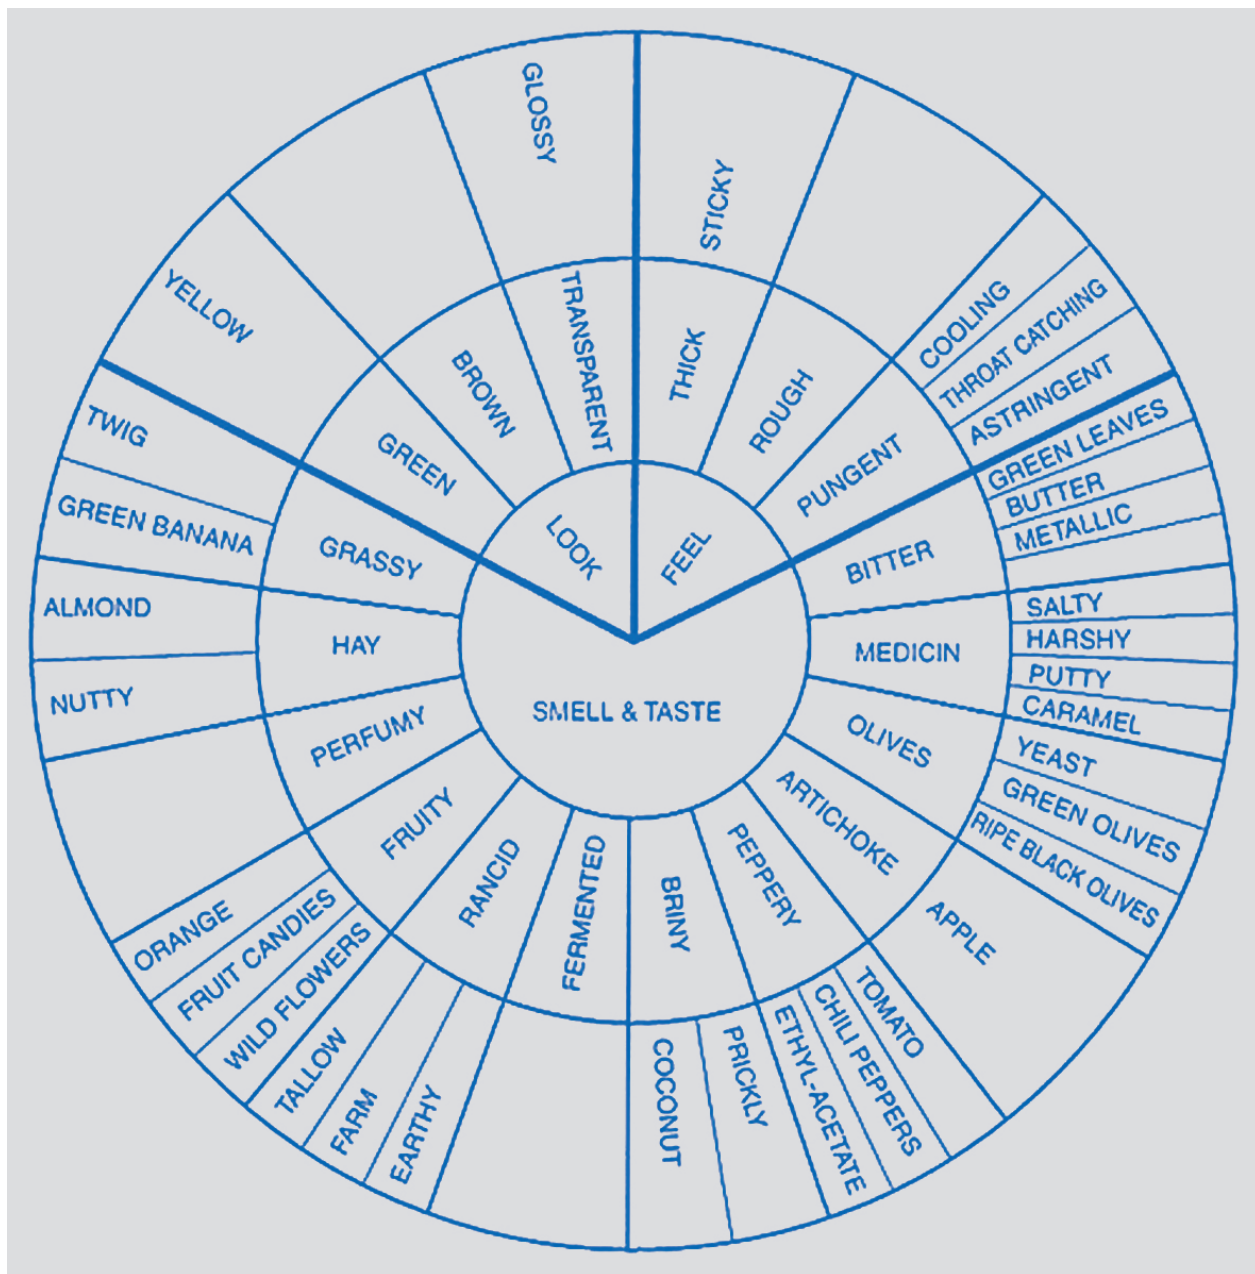 LOOK
FEEL
SMELL & TASTE
TRANSPARENT
THICK
ROUGH
PUNGENT
BITTER
MEDICIN
OLIVES
ARTICHOKE
PEPPERY
BRINY
FERMENTED
RANCID
FRUITY
PERFUMY
HAY
GRASSY
GREEN
BROWN
GLOSSY
STICKY
COOLING
THROAT CATCHING
ASTRINGENT
GREEN LEAVES
BUTTER
METALLIC
SALTY
HARSHY
PUTTY
CARAMEL
YEAST
GREEN OLIVES
RIPE BLACK OLIVES
APPLE
TOMATO
CHILI PEPPERS
ETHYL-ACETATE
PRICKLY
COCONUT
EARTHY
FARM
TALLOW
WILD FLOWERS
FRUIT CANDIES
ORANGE
NUTTY
ALMOND
GREEN BANANA
TWIG
YELLOW